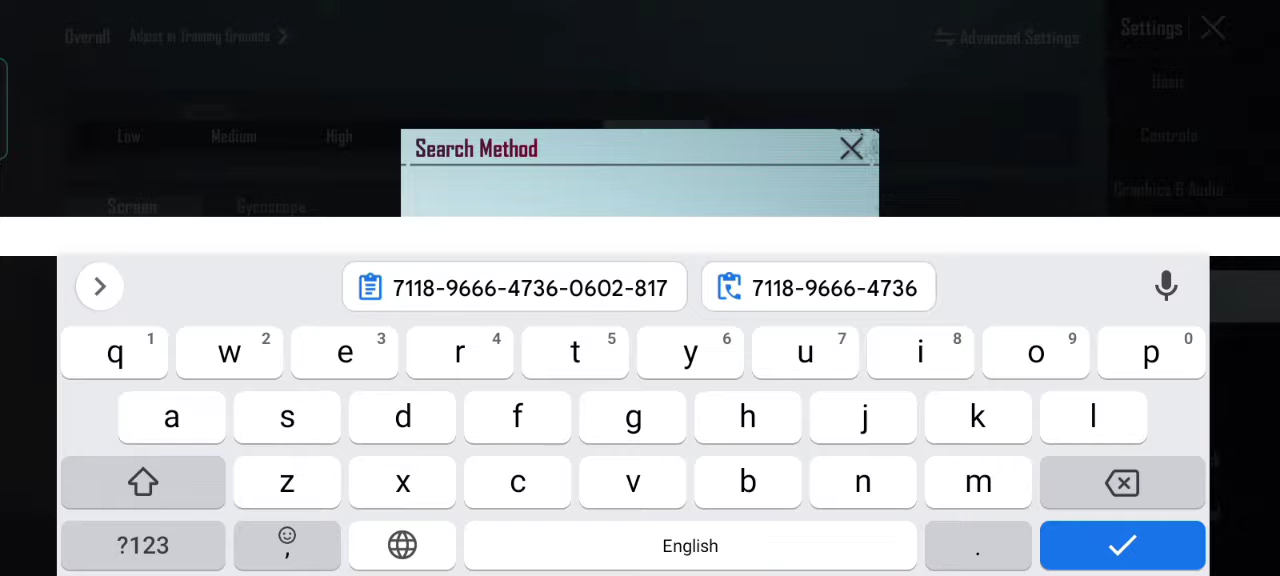 Overall Adjust in Training Grounds
Advanced Settings
Settings
Basic
Low Medium High
Search Method
Controls
Graphics & Audio
Screen Gyroscope
7118-9666-4736-0602-817 7118-9666-4736
q 1 w 2 e 3 r 4 t 5 y 6 u 7 i 8 o 9 p 0
a s d f g h j k l
z x c v b n m
?123 , English .